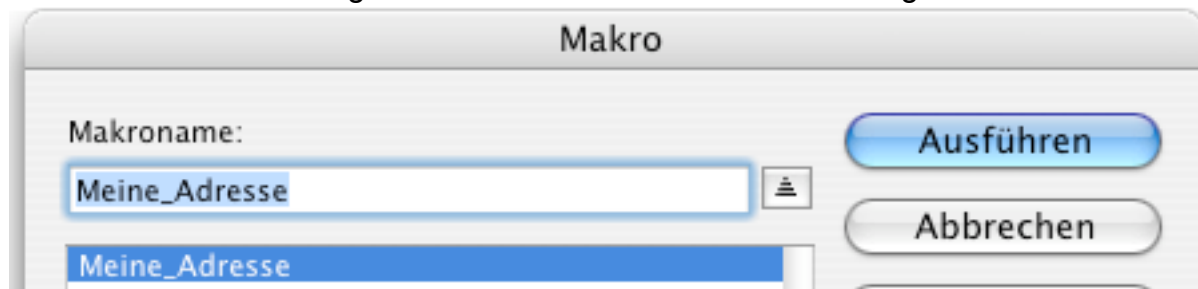 Makro
Makroname:
Ausführen
Meine_Adresse
Abbrechen
Meine_Adresse